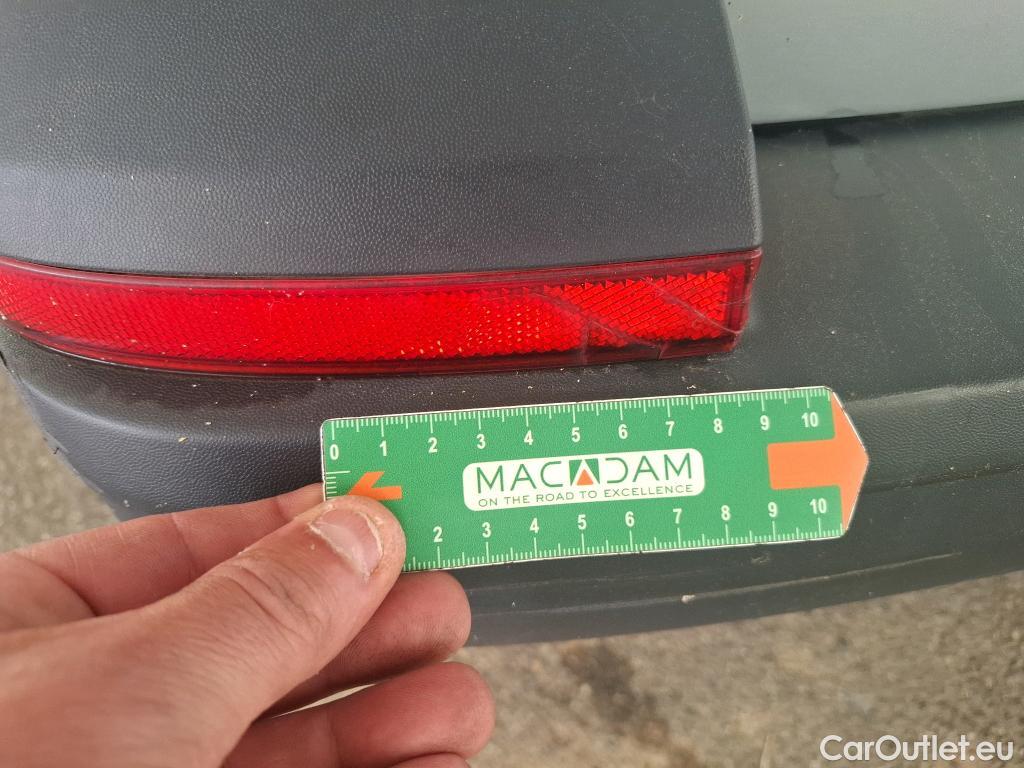 0 1 2 3 4 5 6 7 8 9 10
MACADAM
ON THE ROAD TO EXCELLENCE
2 3 4 5 6 7 8 9 10
CarOutlet.eu